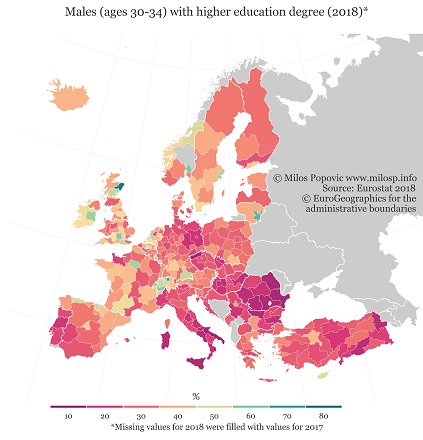 Males (ages 30-34) with higher education degree (2018)*
© Milos Popovic www.milosp.info
Source: Eurostat 2018
© EuroGeographics for the
administrative boundaries
%
10 20 30 40 50 60 70 80
*Missing values for 2018 were filled with values for 2017